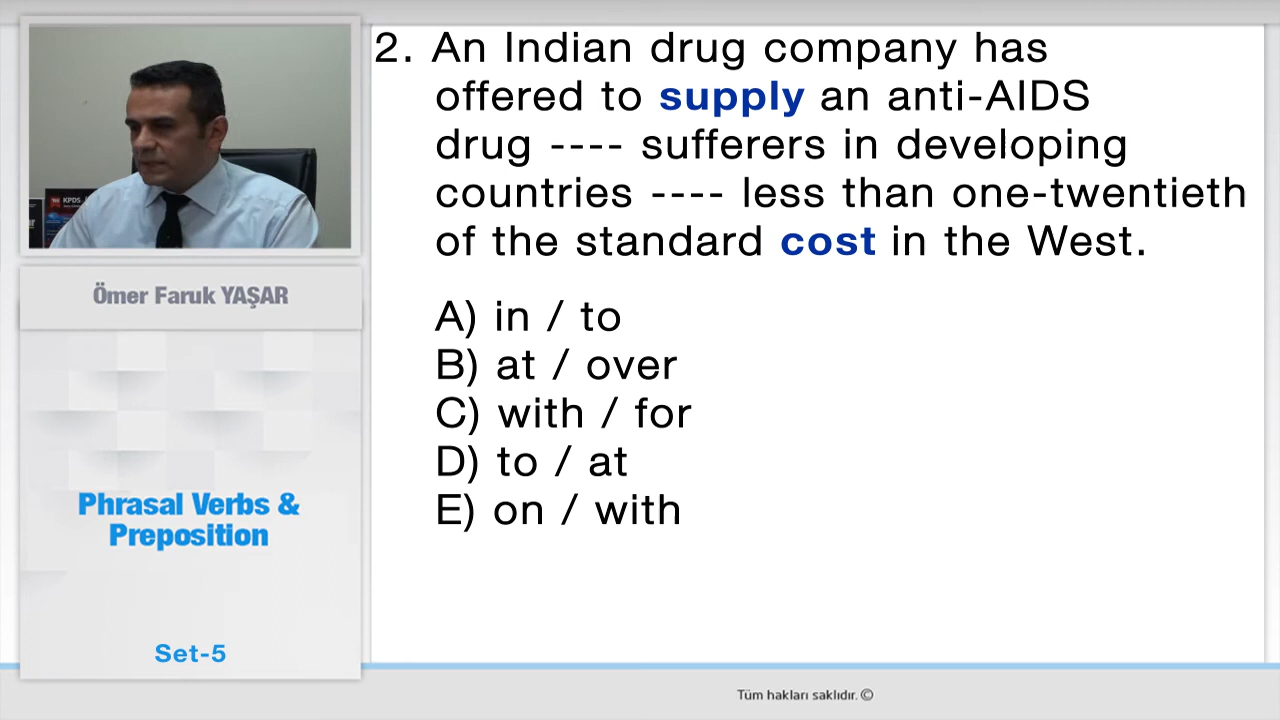 2. An Indian drug company has
offered to supply an anti-AIDS
drug ---- sufferers in developing
countries ---- less than one-twentieth
of the standard cost in the West.
A) in / to
B) at / over
C) with / for
D) to / at
E) on / with
KPDS
Ömer Faruk YAŞAR
Phrasal Verbs &
Preposition
Set-5
Tüm hakları saklıdır. ©